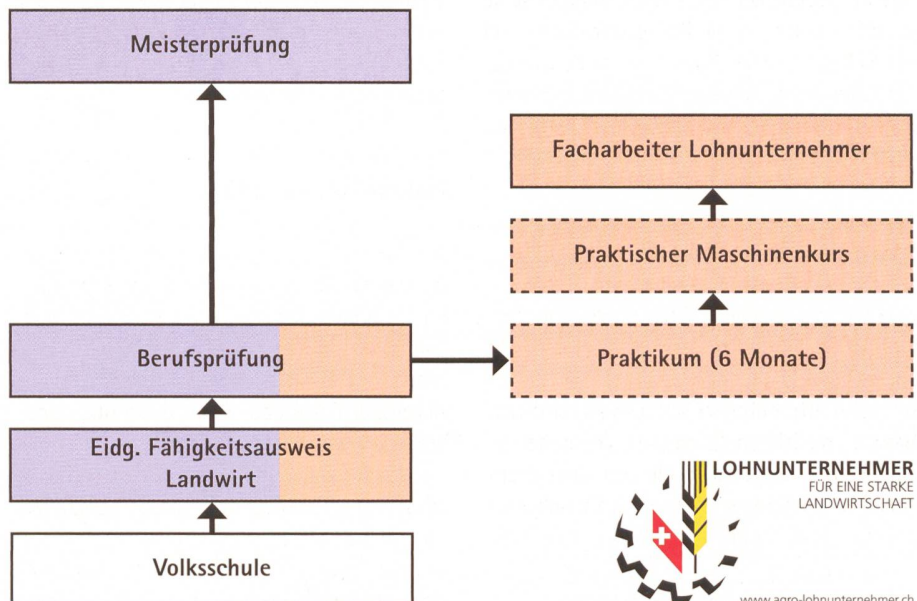 Meisterprüfung
Facharbeiter Lohnunternehmer
Praktischer Maschinenkurs
Berufsprüfung
Praktikum (6 Monate)
Eidg. Fähigkeitsausweis
Landwirt
Volksschule
LOHNUNTERNEHMER
FÜR EINE STARKE
LANDWIRTSCHAFT
www.agro-lohnunternehmer.ch